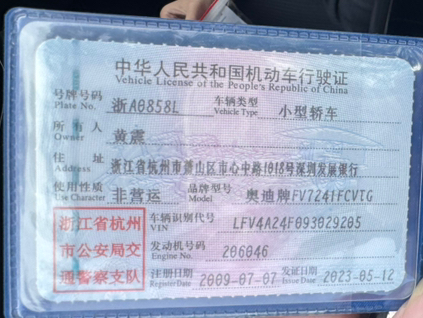 中华人民共和国机动车行驶证
Vehicle License of the People's Republic of China
号牌号码 浙A0858L 车辆类型 小型轿车
Plate No. Vehicle Type
所有人 黄震
Owner
住址 浙江省杭州市萧山区市心中路1018号深圳发展银行
Address
使用性质 非营运 品牌型号 奥迪牌FV7241FCVTG
Use Character Model
浙江省杭州 车辆识别代号 LFV4A24F093029205
VIN
市公安局交 发动机号码 206046
Engine No.
通警察支队 注册日期 2009-07-07 发证日期 2023-05-12
Register Date Issue Date